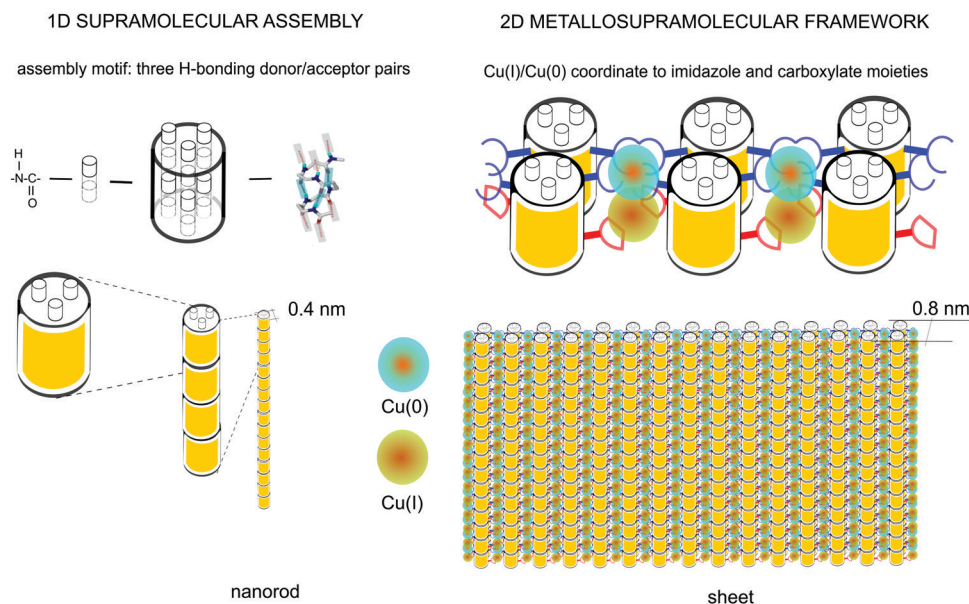 1D SUPRAMOLECULAR ASSEMBLY
assembly motif: three H-bonding donor/acceptor pairs
H
-N-C-
O
0.4 nm
Cu(0)
Cu(I)
nanorod
2D METALLOSUPRAMOLECULAR FRAMEWORK
Cu(I)/Cu(0) coordinate to imidazole and carboxylate moieties
0.8 nm
sheet